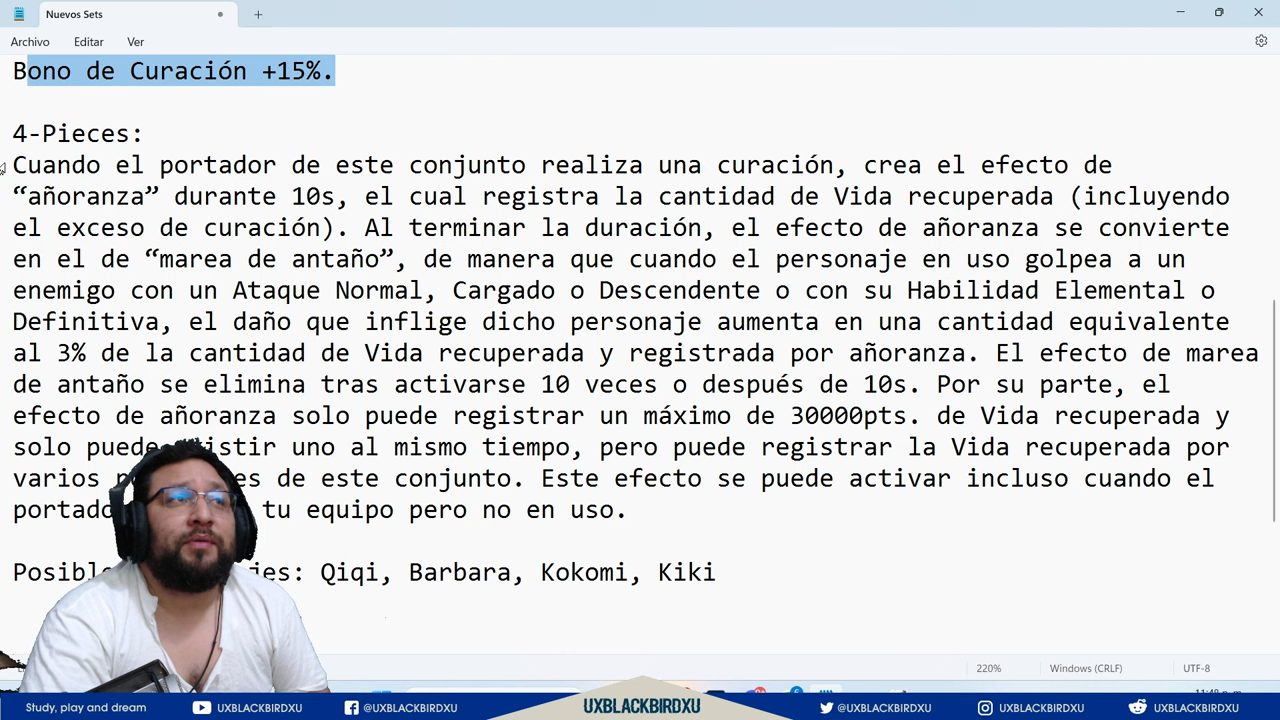 Nuevos Sets
Archivo Editar Ver
Bono de Curación +15%.
4-Pieces:
Cuando el portador de este conjunto realiza una curación, crea el efecto de
“añoranza” durante 10s, el cual registra la cantidad de Vida recuperada (incluyendo
el exceso de curación). Al terminar la duración, el efecto de añoranza se convierte
en el de “marea de antaño”, de manera que cuando el personaje en uso golpea a un
enemigo con un Ataque Normal, Cargado o Descendente o con su Habilidad Elemental o
Definitiva, el daño que inflige dicho personaje aumenta en una cantidad equivalente
al 3% de la cantidad de Vida recuperada y registrada por añoranza. El efecto de marea
de antaño se elimina tras activarse 10 veces o después de 10s. Por su parte, el
efecto de añoranza solo puede registrar un máximo de 30000pts. de Vida recuperada y
solo puede uno al mismo tiempo, pero puede registrar la Vida recuperada por
varios de este conjunto. Este efecto se puede activar incluso cuando el
tu equipo pero no en uso.
Qiqi, Barbara, Kokomi, Kiki
220% Windows (CRLF) UTF-8
Study, play and dream UXBLACKBIRDXU @UXBLACKBIRDXU UXBLACKBIRDXU @UXBLACKBIRDXU UXBLACKBIRDXU UXBLACKBIRDXU